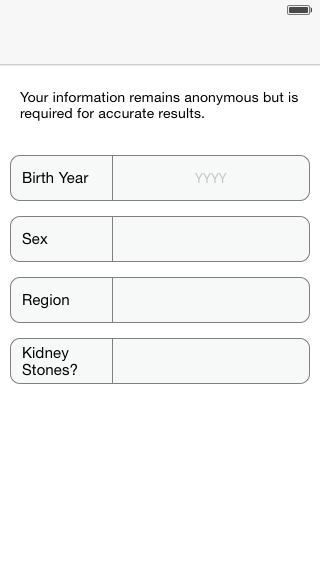 Your information remains anonymous but is
required for accurate results.
Birth Year
YYYY
Sex
Region
Kidney
Stones?